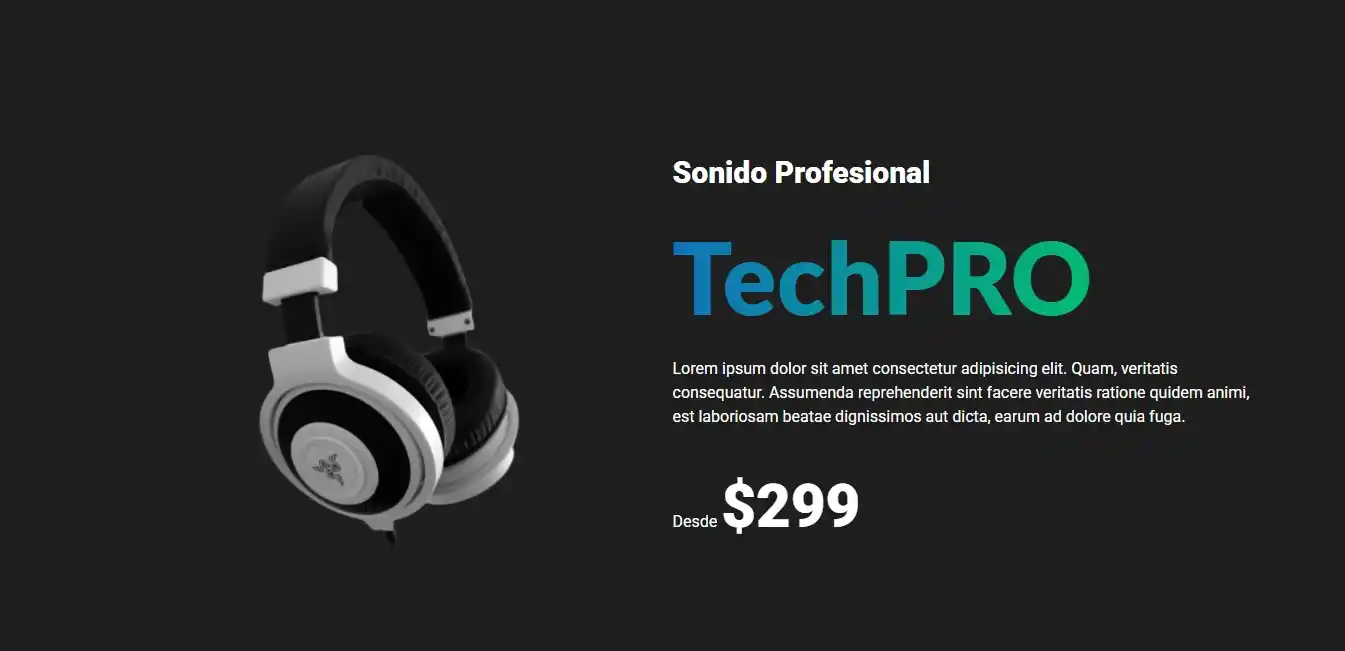 Sonido Profesional
TechPRO
Lorem ipsum dolor sit amet consectetur adipisicing elit. Quam, veritatis
consequatur. Assumenda reprehenderit sint facere veritatis ratione quidem animi,
est laboriosam beatae dignissimos aut dicta, earum ad dolore quia fuga.
Desde $299